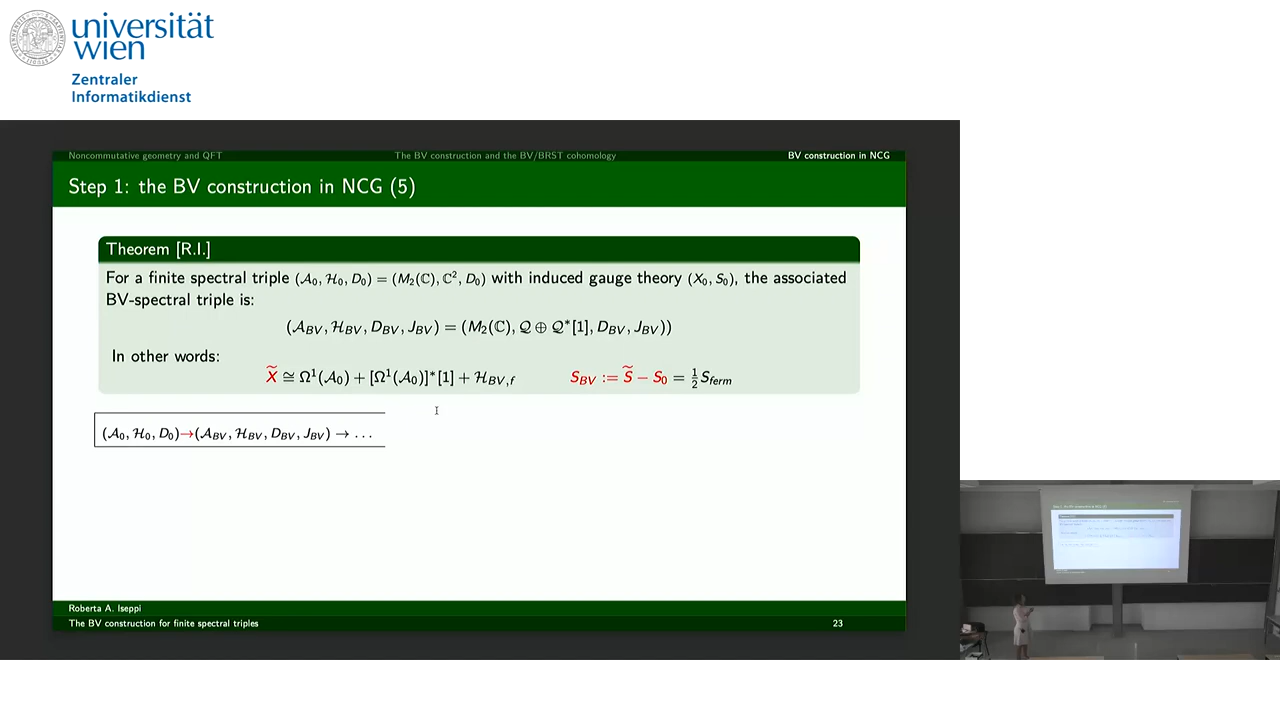 universität
wien
Zentraler
Informatikdienst
Noncommutative geometry and QFT The BV construction and the BV/BRST cohomology BV construction in NCG
Step 1: the BV construction in NCG (5)
Theorem [R.I.]
For a finite spectral triple (𝒜₀, ℋ₀, D₀) = (M₂(ℂ), ℂ², D₀) with induced gauge theory (X₀, S₀), the associated
BV-spectral triple is:
(𝒜_BV, ℋ_BV, D_BV, J_BV) = (M₂(ℂ), 𝒬 ⊕ 𝒬*[1], D_BV, J_BV))
In other words:
X̃ ≅ Ω¹(𝒜₀) + [Ω¹(𝒜₀)]*[1] + ℋ_BV,f S_BV := S̃ − S₀ = ½ S_ferm
(𝒜₀, ℋ₀, D₀)→(𝒜_BV, ℋ_BV, D_BV, J_BV) → ...
Roberta A. Iseppi
The BV construction for finite spectral triples 23